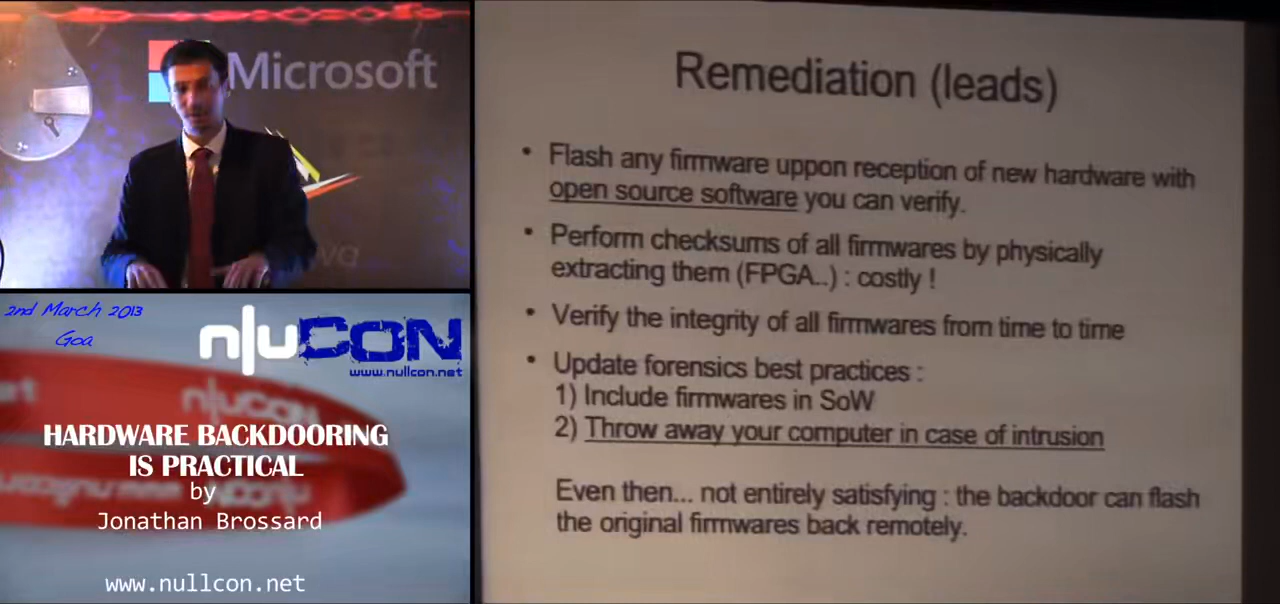 Microsoft
2nd March 2013
Goa
n|uCON
www.nullcon.net
HARDWARE BACKDOORING
IS PRACTICAL
by
Jonathan Brossard
www.nullcon.net
Remediation (leads)
• Flash any firmware uppon reception of new hardware with
open source software you can verify.
• Perform checksums of all firmwares by physically
extracting them (FPGA..) : costly !
• Verify the integrity of all firmwares from time to time
• Update forensics best practices :
1) Include firmwares in SoW
2) Throw away your computer in case of intrusion
Even then... not entirely satisfying : the backdoor can flash
the original firmwares back remotely.